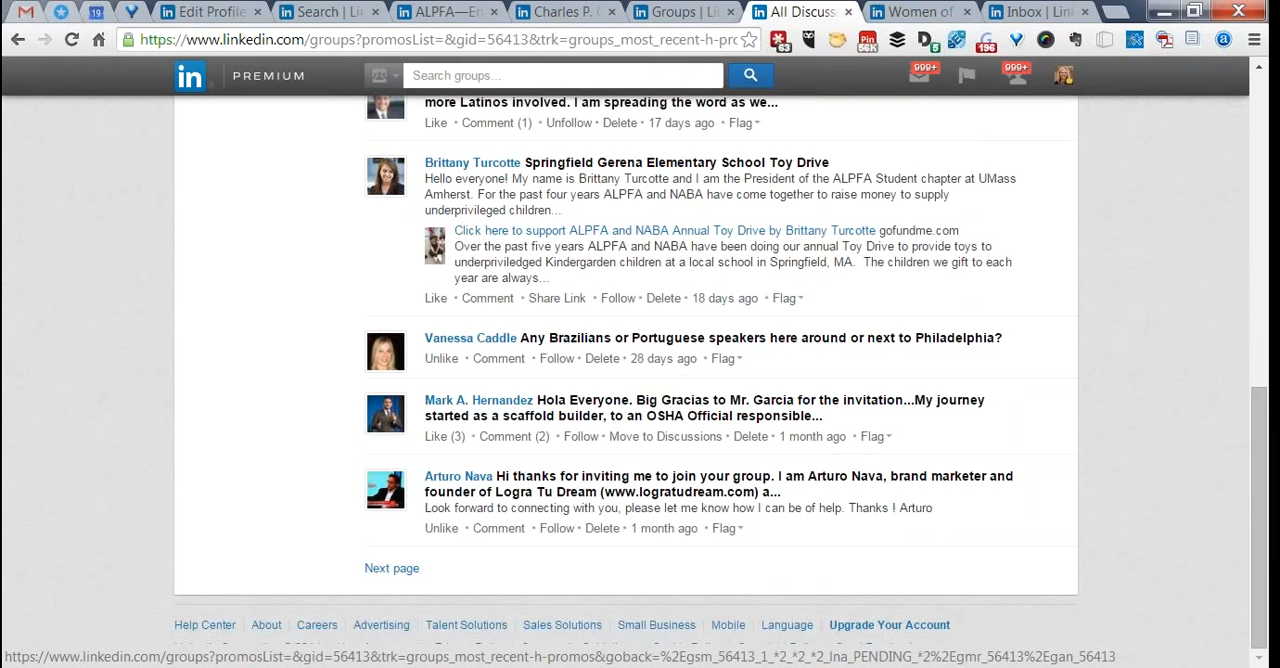 Edit Profile
Search | Li
ALPFA—En
Charles P.
Groups | Li
All Discuss
Women of
Inbox | Link
https://www.linkedin.com/groups?promosList=&gid=56413&trk=groups_most_recent-h-prc
in PREMIUM
Search groups...
999+
999+
more Latinos involved. I am spreading the word as we...
Like • Comment (1) • Unfollow • Delete • 17 days ago • Flag
Brittany Turcotte Springfield Gerena Elementary School Toy Drive
Hello everyone! My name is Brittany Turcotte and I am the President of the ALPFA Student chapter at UMass
Amherst. For the past four years ALPFA and NABA have come together to raise money to supply
underprivileged children...
Click here to support ALPFA and NABA Annual Toy Drive by Brittany Turcotte gofundme.com
Over the past five years ALPFA and NABA have been doing our annual Toy Drive to provide toys to
underpriviledged Kindergarden children at a local school in Springfield, MA. The children we gift to each
year are always...
Like • Comment • Share Link • Follow • Delete • 18 days ago • Flag
Vanessa Caddle Any Brazilians or Portuguese speakers here around or next to Philadelphia?
Unlike • Comment • Follow • Delete • 28 days ago • Flag
Mark A. Hernandez Hola Everyone. Big Gracias to Mr. Garcia for the invitation...My journey
started as a scaffold builder, to an OSHA Official responsible...
Like (3) • Comment (2) • Follow • Move to Discussions • Delete • 1 month ago • Flag
Arturo Nava Hi thanks for inviting me to join your group. I am Arturo Nava, brand marketer and
founder of Logra Tu Dream (www.logratudream.com) a...
Look forward to connecting with you, please let me know how I can be of help. Thanks ! Arturo
Unlike • Comment • Follow • Delete • 1 month ago • Flag
Next page
Help Center About Careers Advertising Talent Solutions Sales Solutions Small Business Mobile Language Upgrade Your Account
https://www.linkedin.com/groups?promosList=&gid=56413&trk=groups_most_recent-h-promos&goback=%2Egsm_56413_1_*2_*2_*2_lna_PENDING_*2%2Egmr_56413%2Egan_56413